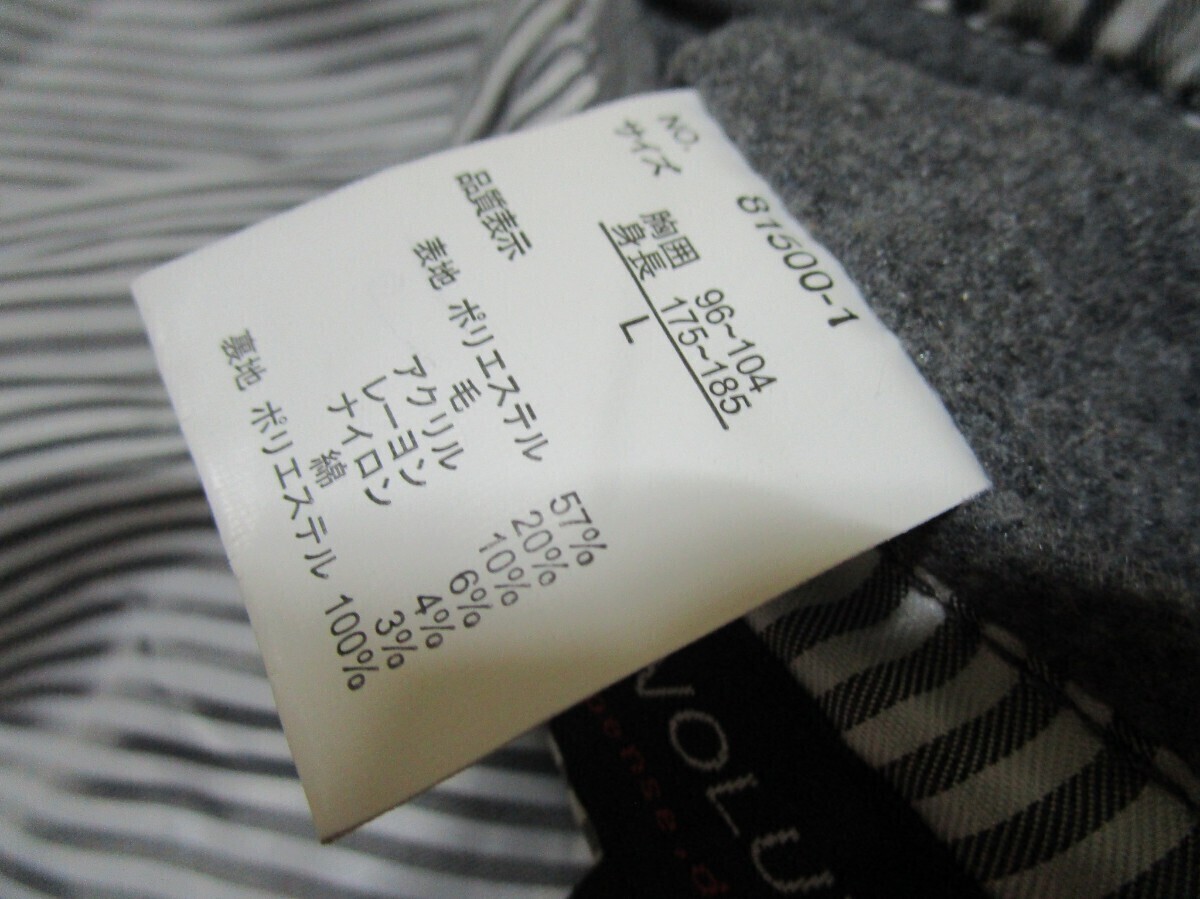 NO. 81500-1
サイズ
胸囲 96~104
身長 175~185
L
品質表示
表地 ポリエステル 57%
毛 20%
アクリル 10%
レーヨン 6%
ナイロン 4%
綿 3%
裏地 ポリエステル 100%